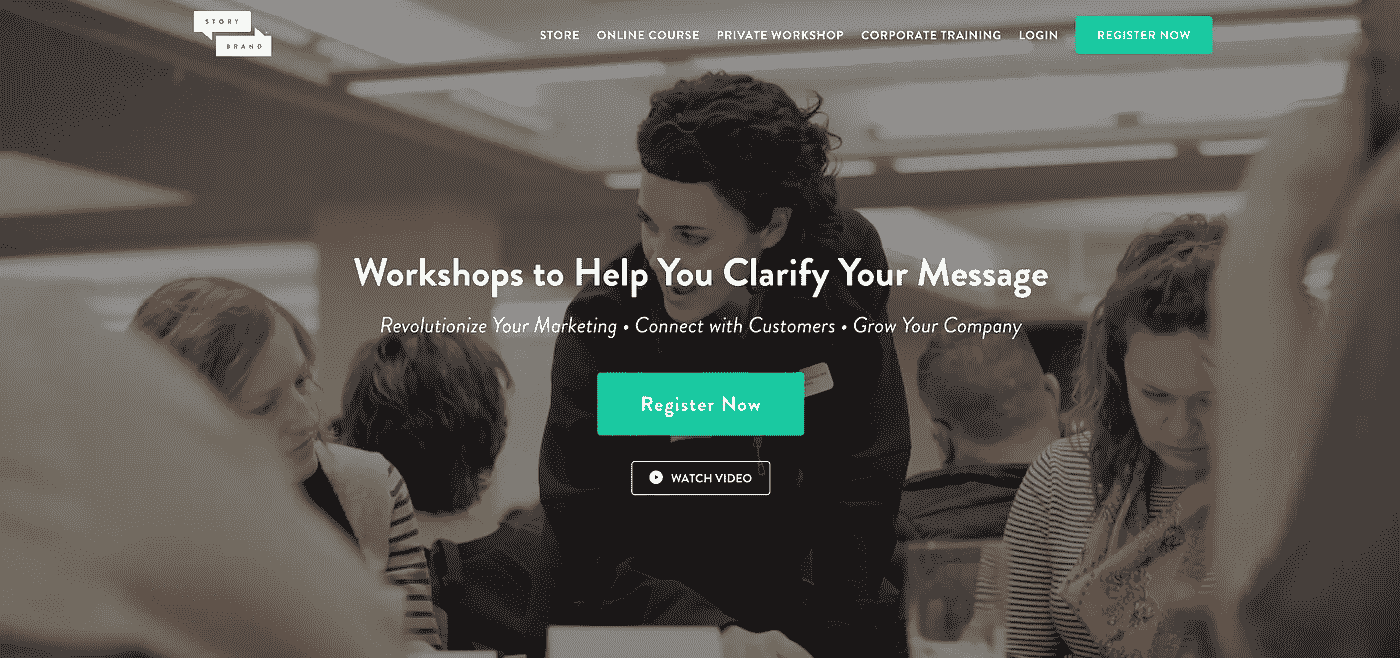 STORY
BRAND
STORE ONLINE COURSE PRIVATE WORKSHOP CORPORATE TRAINING LOGIN REGISTER NOW
Workshops to Help You Clarify Your Message
Revolutionize Your Marketing • Connect with Customers • Grow Your Company
Register Now
WATCH VIDEO